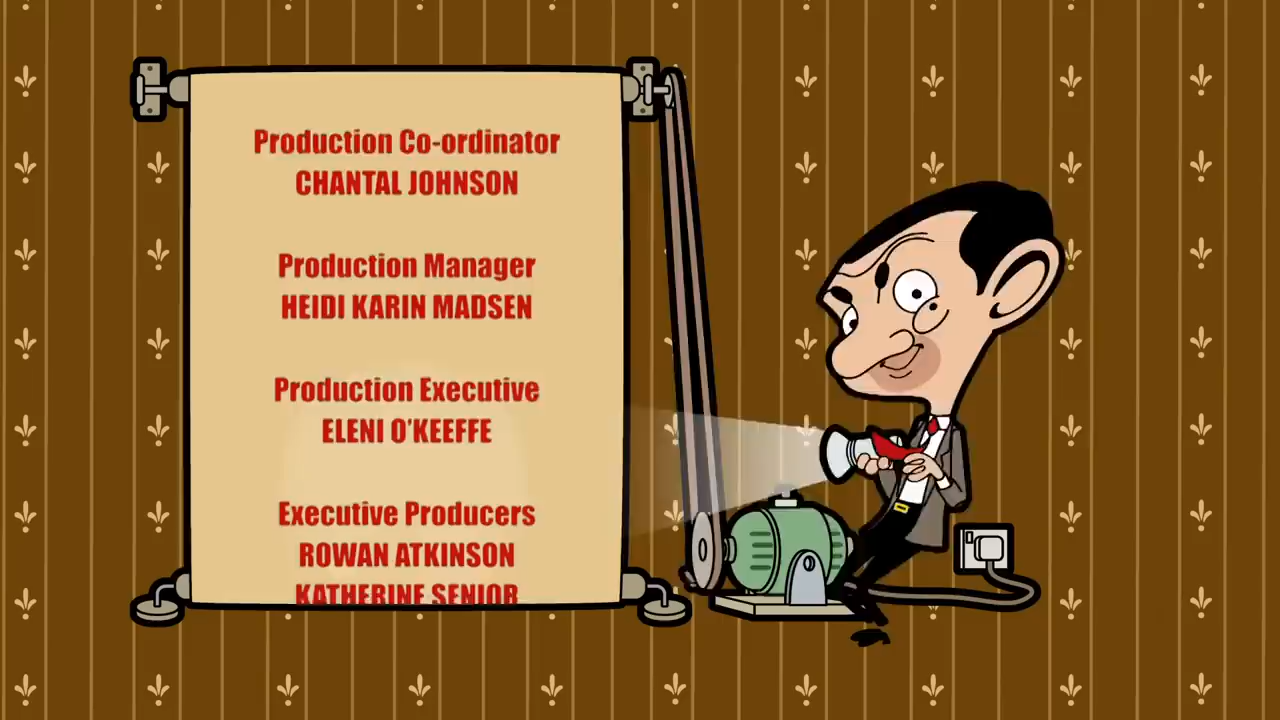 Production Co-ordinator
CHANTAL JOHNSON
Production Manager
HEIDI KARIN MADSEN
Production Executive
ELENI O'KEEFFE
Executive Producers
ROWAN ATKINSON
KATHERINE SENIOR